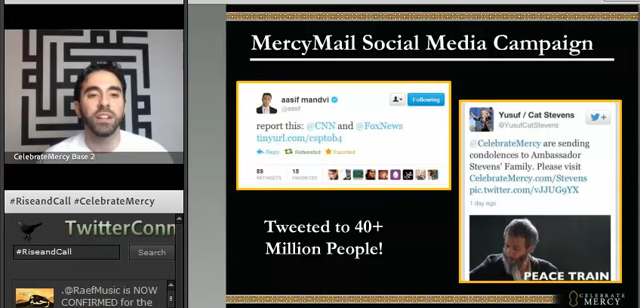 MercyMail Social Media Campaign
CelebrateMercy Base 2
#RiseandCall #CelebrateMercy
TwitterConn
#RiseandCall
Search
.@RaefMusic is NOW
CONFIRMED for the
aasif mandvi
@aasif
Following
report this: @CNN and @FoxNews
tinyurl.com/csptob4
Reply Retweeted Favorited
89
RETWEETS
15
FAVORITES
Yusuf / Cat Stevens
@YusufCatStevens
@CelebrateMercy are sending
condolences to Ambassador
Stevens' Family. Please visit
CelebrateMercy.com/Stevens
pic.twitter.com/vJJUG9YX
1 day ago
PEACE TRAIN
Tweeted to 40+
Million People!
CELEBRATE
MERCY